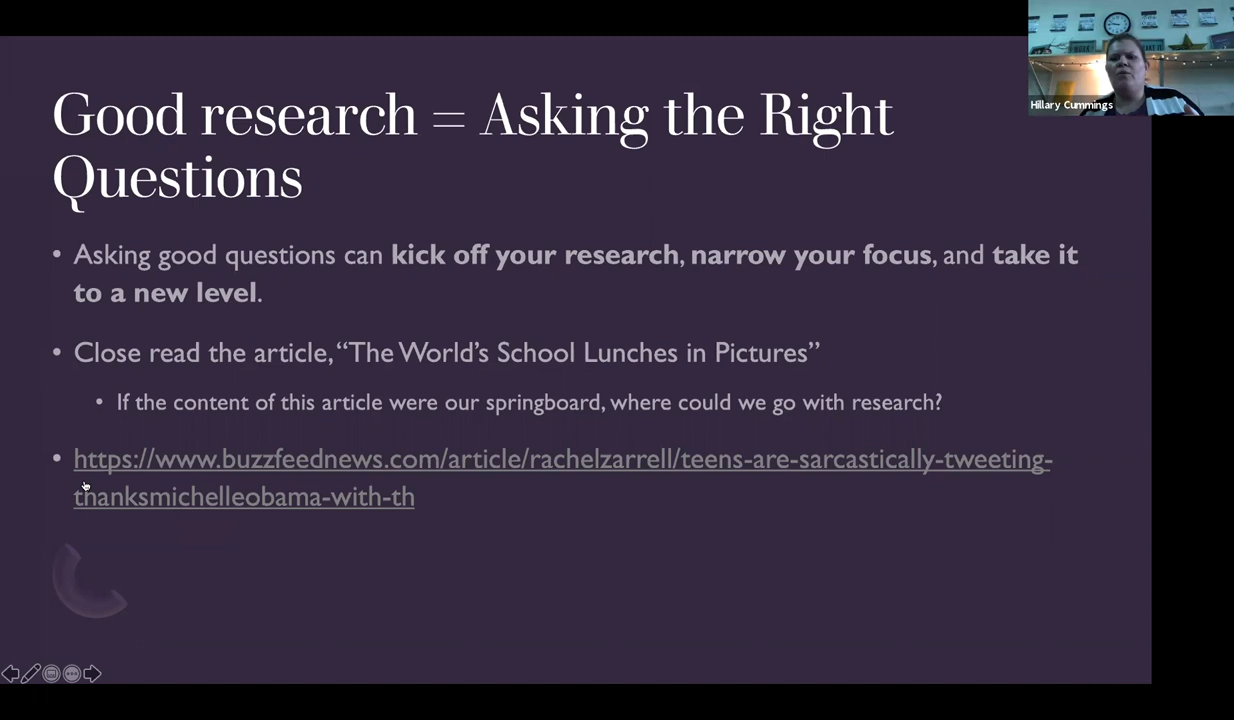 Good research = Asking the Right
Questions
Hillary Cummings
• Asking good questions can kick off your research, narrow your focus, and take it
to a new level.
• Close read the article, “The World’s School Lunches in Pictures”
• If the content of this article were our springboard, where could we go with research?
• https://www.buzzfeednews.com/article/rachelzarrell/teens-are-sarcastically-tweeting-
thanksmichelleobama-with-th